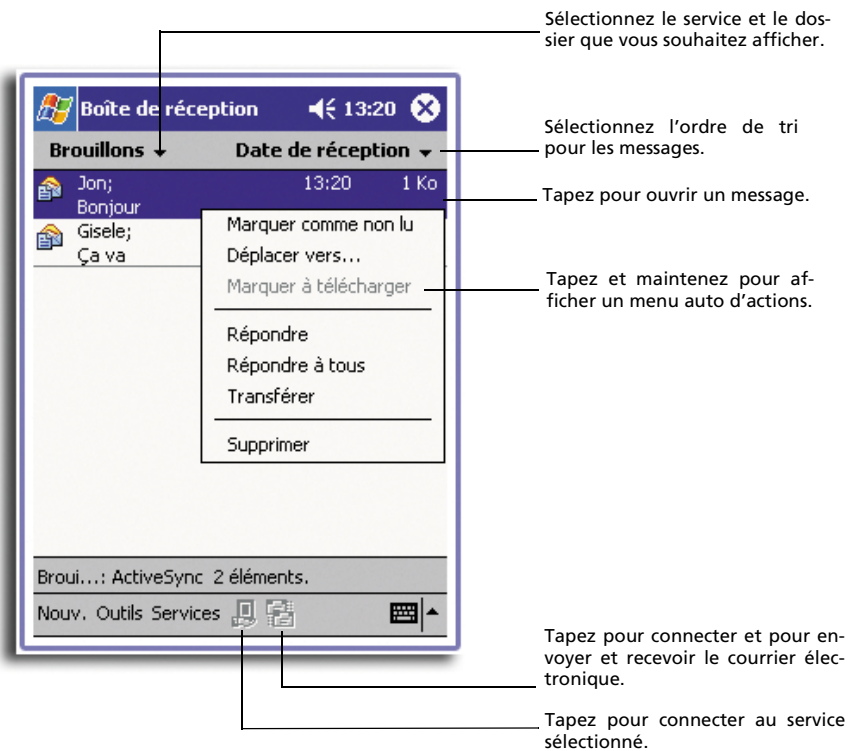 Sélectionnez le service et le dos-
sier que vous souhaitez afficher.
Boîte de réception 13:20
Brouillons Date de réception
Sélectionnez l'ordre de tri
pour les messages.
Jon; 13:20 1 Ko
Bonjour
Tapez pour ouvrir un message.
Gisele;
Ça va
Marquer comme non lu
Déplacer vers...
Marquer à télécharger
Tapez et maintenez pour af-
ficher un menu auto d'actions.
Répondre
Répondre à tous
Transférer
Supprimer
Broui...: ActiveSync 2 éléments.
Nouv. Outils Services
Tapez pour connecter et pour en-
voyer et recevoir le courrier élec-
tronique.
Tapez pour connecter au service
sélectionné.